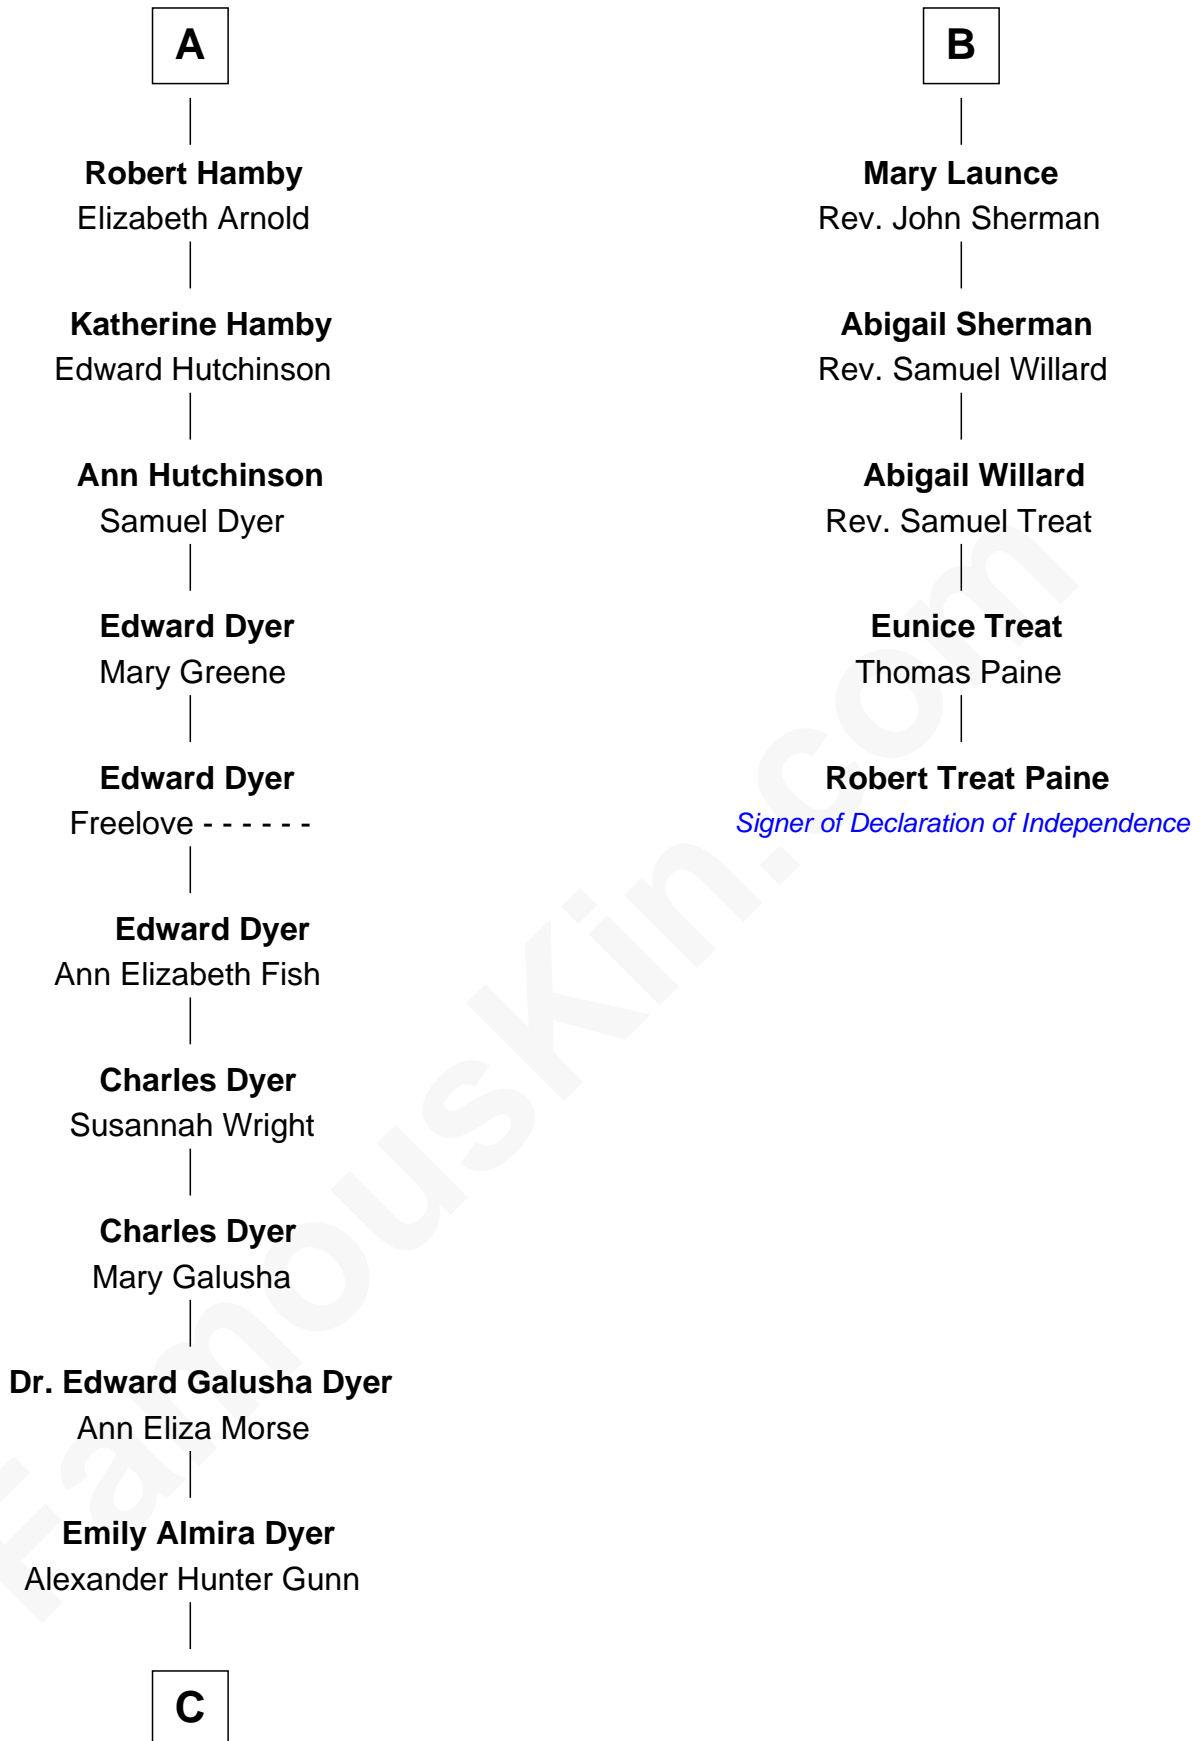 A
Robert Hamby
Elizabeth Arnold
Katherine Hamby
Edward Hutchinson
Ann Hutchinson
Samuel Dyer
Edward Dyer
Mary Greene
Edward Dyer
Freelove - - - - - -
Edward Dyer
Ann Elizabeth Fish
Charles Dyer
Susannah Wright
Charles Dyer
Mary Galusha
Dr. Edward Galusha Dyer
Ann Eliza Morse
Emily Almira Dyer
Alexander Hunter Gunn
C
B
Mary Launce
Rev. John Sherman
Abigail Sherman
Rev. Samuel Willard
Abigail Willard
Rev. Samuel Treat
Eunice Treat
Thomas Paine
Robert Treat Paine
Signer of Declaration of Independence
FamousKin.com